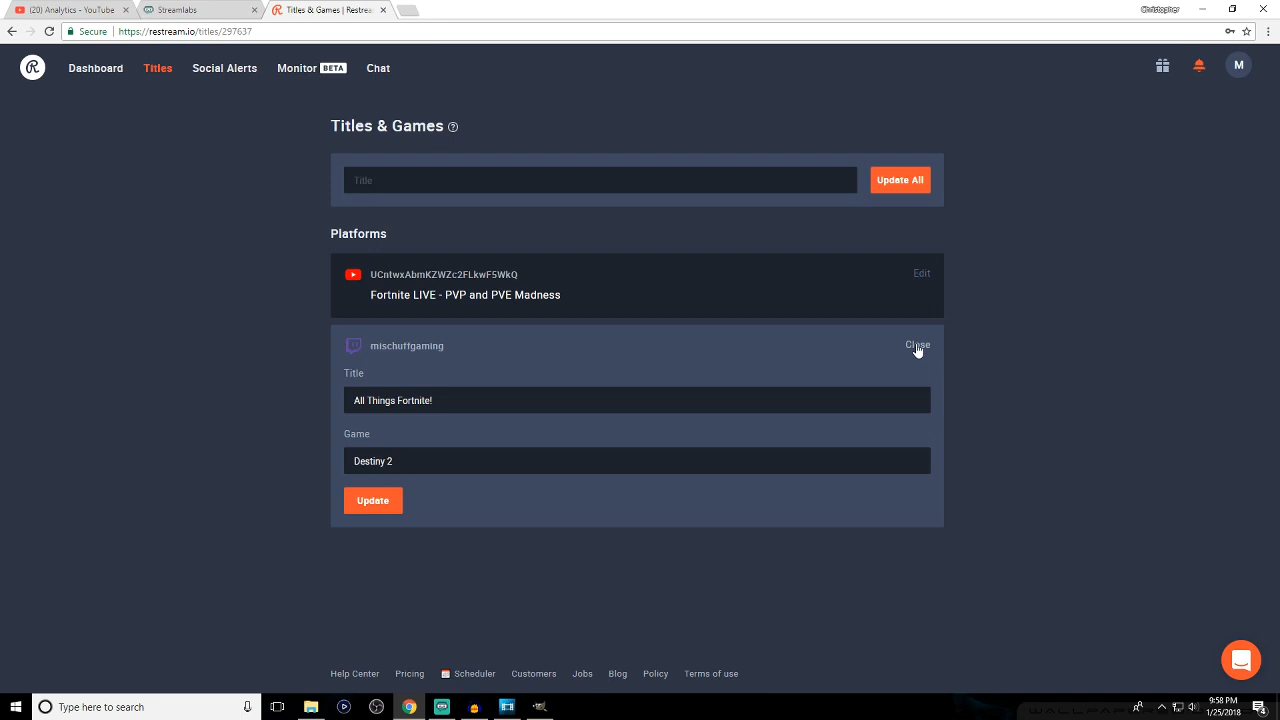 (20) Analytics - YouTube
Streamlabs
Titles & Games | Restrea
Christopher
Secure
https://restream.io/titles/297637
Dashboard
Titles
Social Alerts
Monitor BETA
Chat
M
Titles & Games ?
Title
Update All
Platforms
UCntwxAbmKZWZc2FLkwF5WkQ
Edit
Fortnite LIVE - PVP and PVE Madness
mischuffgaming
Close
Title
All Things Fortnite!
Game
Destiny 2
Update
Help Center
Pricing
Scheduler
Customers
Jobs
Blog
Policy
Terms of use
Type here to search
9:58 PM
1/25/2018